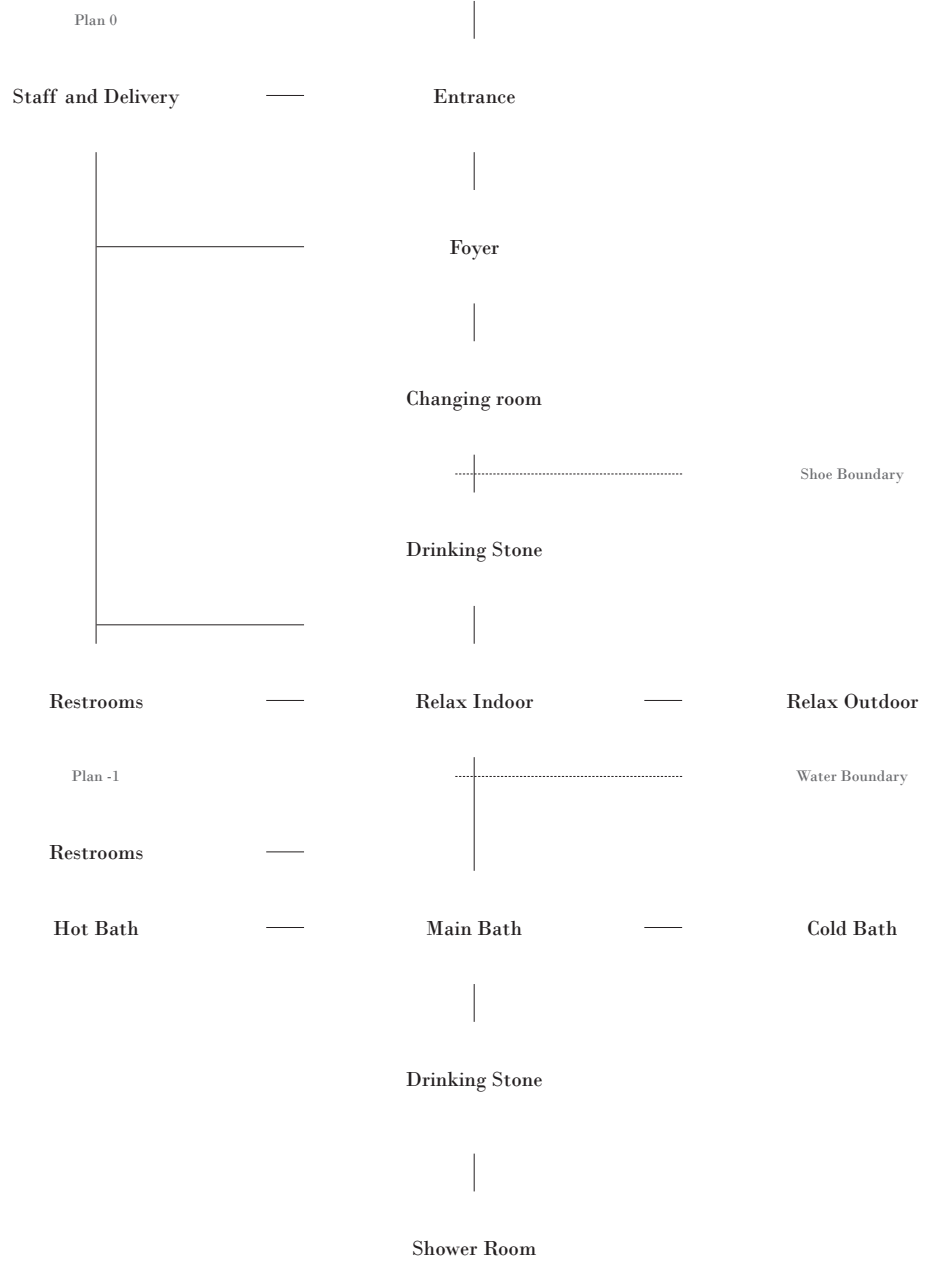 Plan 0
Staff and Delivery
Entrance
Foyer
Changing room
Shoe Boundary
Drinking Stone
Restrooms
Relax Indoor
Relax Outdoor
Plan -1
Water Boundary
Restrooms
Hot Bath
Main Bath
Cold Bath
Drinking Stone
Shower Room